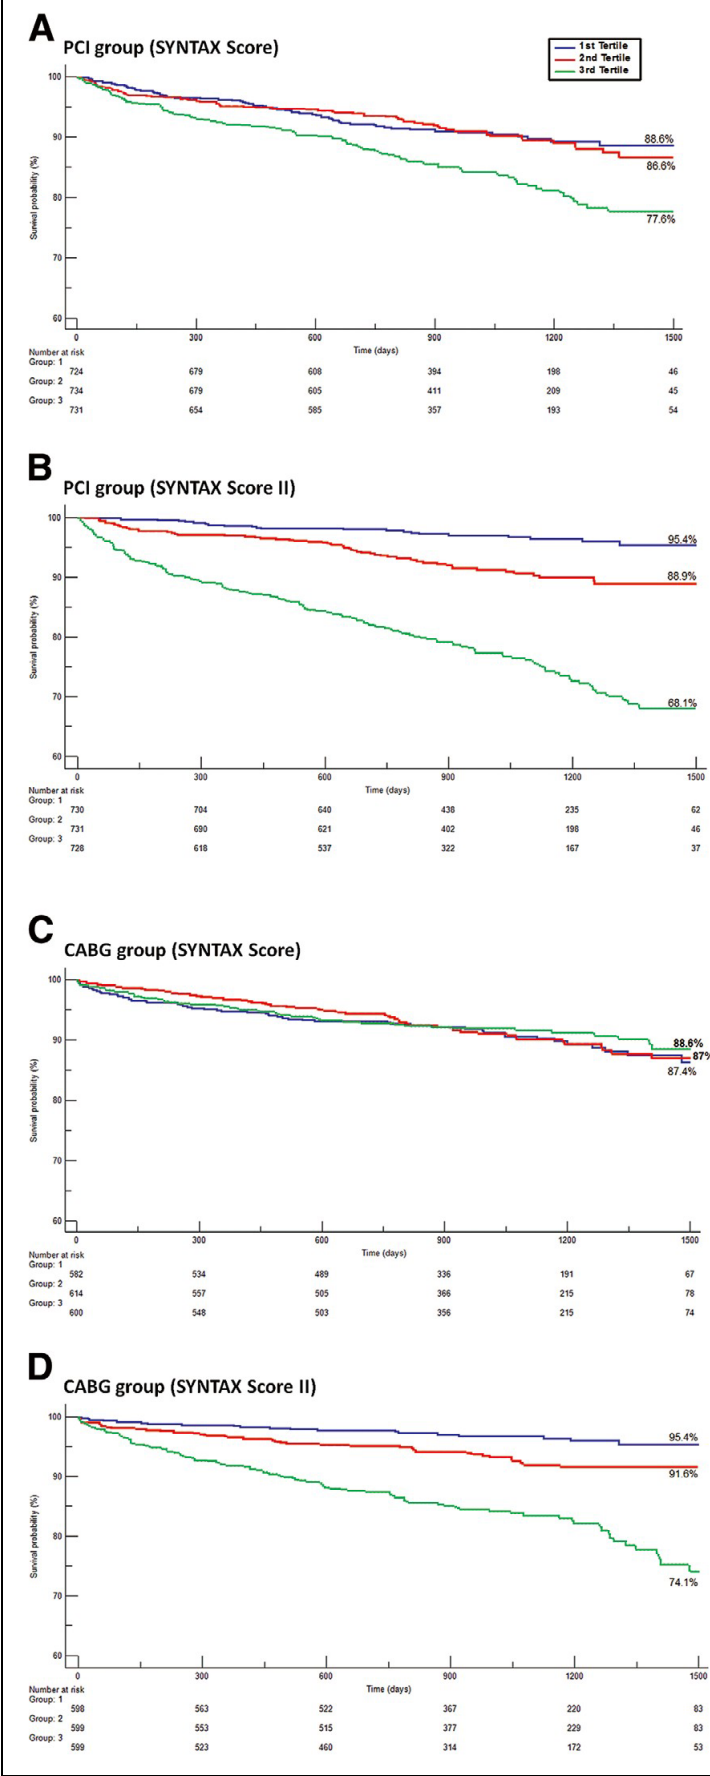 A
PCI group (SYNTAX Score)
1st Tertile
2nd Tertile
3rd Tertile
Survival probability (%)
100
90
80
70
60
88.6%
86.6%
77.6%
0 300 600 900 1200 1500
Time (days)
Number at risk
Group: 1
724 679 608 394 198 46
Group: 2
734 679 605 411 209 45
Group: 3
731 654 585 357 193 54
B
PCI group (SYNTAX Score II)
Survival probability (%)
100
90
80
70
60
95.4%
88.9%
68.1%
0 300 600 900 1200 1500
Time (days)
Number at risk
Group: 1
730 704 640 438 235 62
Group: 2
731 690 621 402 198 46
Group: 3
728 618 537 322 167 37
C
CABG group (SYNTAX Score)
Survival probability (%)
100
90
80
70
60
88.6%
87%
87.4%
0 300 600 900 1200 1500
Time (days)
Number at risk
Group: 1
582 534 489 336 191 67
Group: 2
614 557 505 366 215 78
Group: 3
600 548 503 356 215 74
D
CABG group (SYNTAX Score II)
Survival probability (%)
100
90
80
70
60
95.4%
91.6%
74.1%
0 300 600 900 1200 1500
Time (days)
Number at risk
Group: 1
598 563 522 367 220 83
Group: 2
599 553 515 377 229 83
Group: 3
599 523 460 314 172 53